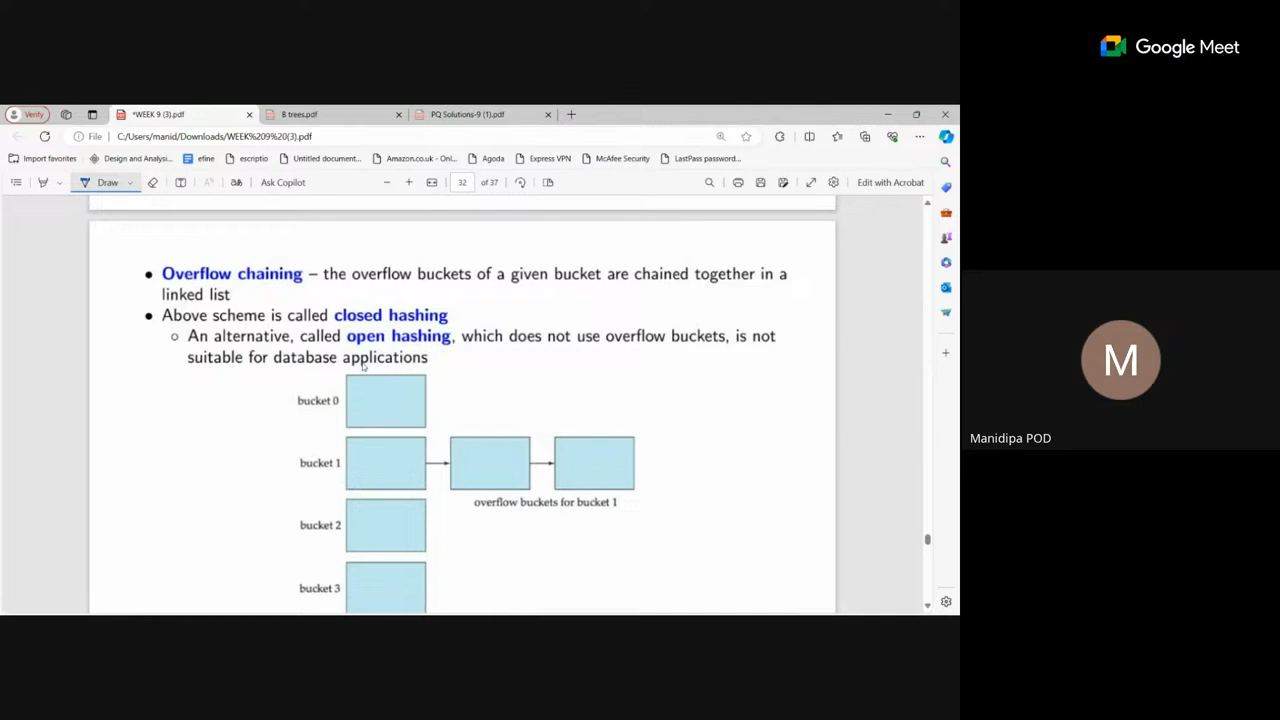 Google Meet
Verify
*WEEK 9 (3).pdf
B trees.pdf
PQ Solutions-9 (1).pdf
File
C:/Users/manid/Downloads/WEEK%209%20(3).pdf
Import favorites
Design and Analysi...
efine
escriptio
Untitled document...
Amazon.co.uk - Onl...
Agoda
Express VPN
McAfee Security
LastPass password...
Draw
Ask Copilot
32 of 37
Edit with Acrobat
• Overflow chaining – the overflow buckets of a given bucket are chained together in a
linked list
• Above scheme is called closed hashing
○ An alternative, called open hashing, which does not use overflow buckets, is not
suitable for database applications
bucket 0
bucket 1
overflow buckets for bucket 1
bucket 2
bucket 3
M
Manidipa POD